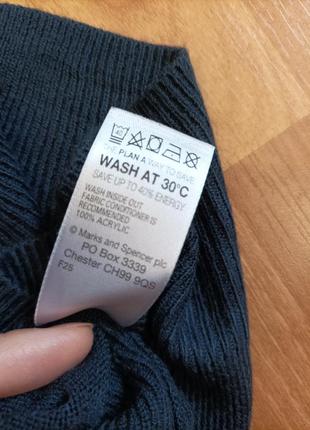 40
THE PLAN A WAY TO SAVE
WASH AT 30°C
SAVE UP TO 40% ENERGY
WASH INSIDE OUT
FABRIC CONDITIONER IS
RECOMMENDED
100% ACRYLIC
© Marks and Spencer plc
PO Box 3339
Chester CH99 9QS
F25